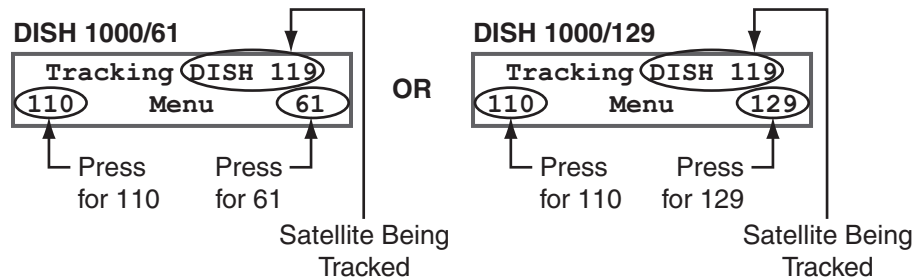 DISH 1000/61
Tracking DISH 119
110 Menu 61
Press for 110
Press for 61
Satellite Being Tracked
OR
DISH 1000/129
Tracking DISH 119
110 Menu 129
Press for 110
Press for 129
Satellite Being Tracked